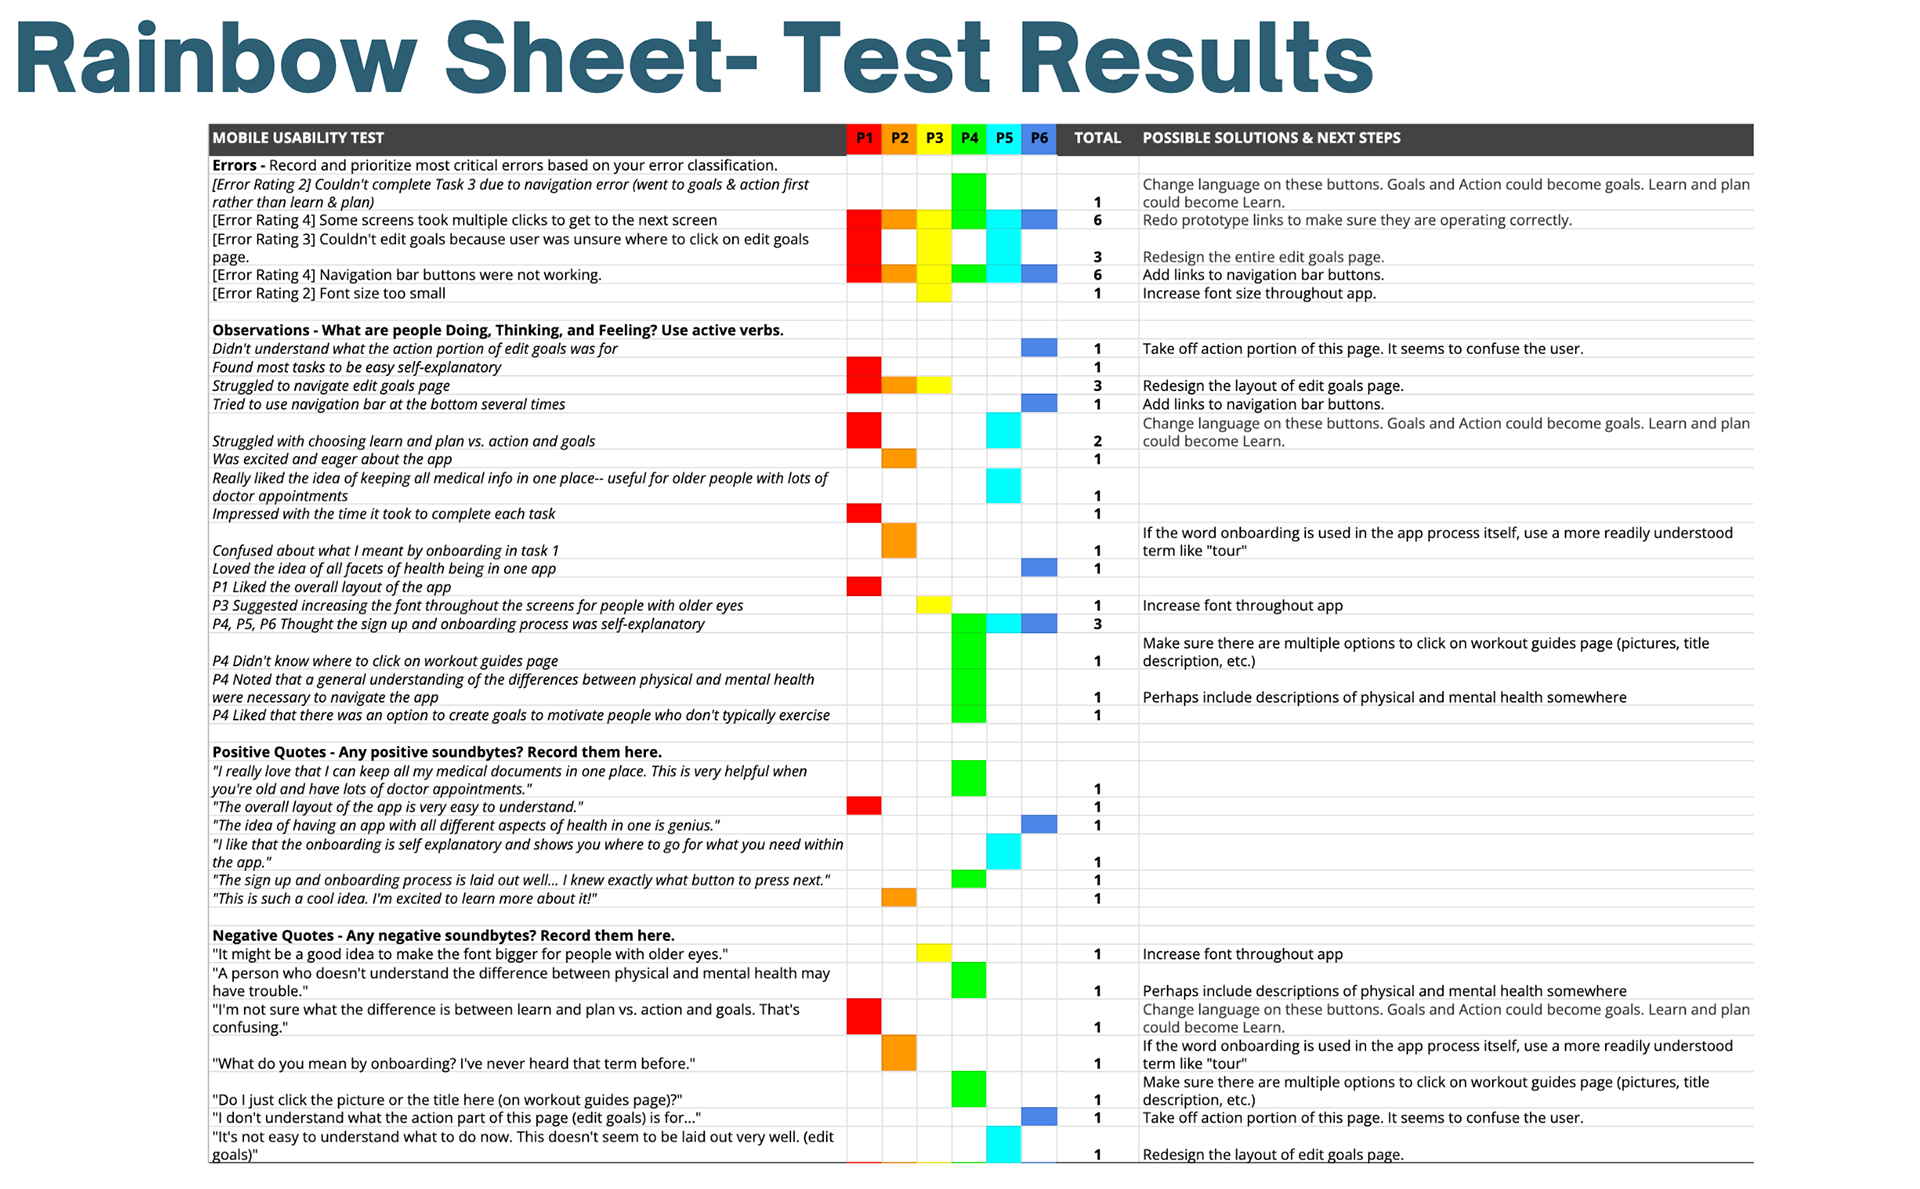 Rainbow Sheet- Test Results
MOBILE USABILITY TEST P1 P2 P3 P4 P5 P6 TOTAL POSSIBLE SOLUTIONS & NEXT STEPS
Errors - Record and prioritize most critical errors based on your error classification.
[Error Rating 2] Couldn't complete Task 3 due to navigation error (went to goals & action first
rather than learn & plan)
1
Change language on these buttons. Goals and Action could become goals. Learn and plan
could become Learn.
[Error Rating 4] Some screens took multiple clicks to get to the next screen
6
Redo prototype links to make sure they are operating correctly.
[Error Rating 3] Couldn't edit goals because user was unsure where to click on edit goals
page.
3
Redesign the entire edit goals page.
[Error Rating 4] Navigation bar buttons were not working.
6
Add links to navigation bar buttons.
[Error Rating 2] Font size too small
1
Increase font size throughout app.
Observations - What are people Doing, Thinking, and Feeling? Use active verbs.
Didn't understand what the action portion of edit goals was for
1
Take off action portion of this page. It seems to confuse the user.
Found most tasks to be easy self-explanatory
1
Struggled to navigate edit goals page
3
Redesign the layout of edit goals page.
Tried to use navigation bar at the bottom several times
1
Add links to navigation bar buttons.
Struggled with choosing learn and plan vs. action and goals
2
Change language on these buttons. Goals and Action could become goals. Learn and plan
could become Learn.
Was excited and eager about the app
1
Really liked the idea of keeping all medical info in one place-- useful for older people with lots of
doctor appointments
1
Impressed with the time it took to complete each task
1
Confused about what I meant by onboarding in task 1
1
If the word onboarding is used in the app process itself, use a more readily understood
term like "tour"
Loved the idea of all facets of health being in one app
1
P1 Liked the overall layout of the app
P3 Suggested increasing the font throughout the screens for people with older eyes
1
Increase font throughout app
P4, P5, P6 Thought the sign up and onboarding process was self-explanatory
3
P4 Didn't know where to click on workout guides page
1
Make sure there are multiple options to click on workout guides page (pictures, title
description, etc.)
P4 Noted that a general understanding of the differences between physical and mental health
were necessary to navigate the app
1
Perhaps include descriptions of physical and mental health somewhere
P4 Liked that there was an option to create goals to motivate people who don't typically exercise
1
Positive Quotes - Any positive soundbytes? Record them here.
"I really love that I can keep all my medical documents in one place. This is very helpful when
you're old and have lots of doctor appointments."
1
"The overall layout of the app is very easy to understand."
1
"The idea of having an app with all different aspects of health in one is genius."
1
"I like that the onboarding is self explanatory and shows you where to go for what you need within
the app."
1
"The sign up and onboarding process is laid out well... I knew exactly what button to press next."
1
"This is such a cool idea. I'm excited to learn more about it!"
1
Negative Quotes - Any negative soundbytes? Record them here.
"It might be a good idea to make the font bigger for people with older eyes."
1
Increase font throughout app
"A person who doesn't understand the difference between physical and mental health may
have trouble."
1
Perhaps include descriptions of physical and mental health somewhere
"I'm not sure what the difference is between learn and plan vs. action and goals. That's
confusing."
1
Change language on these buttons. Goals and Action could become goals. Learn and plan
could become Learn.
"What do you mean by onboarding? I've never heard that term before."
1
If the word onboarding is used in the app process itself, use a more readily understood
term like "tour"
"Do I just click the picture or the title here (on workout guides page)?"
1
Make sure there are multiple options to click on workout guides page (pictures, title
description, etc.)
"I don't understand what the action part of this page (edit goals) is for..."
1
Take off action portion of this page. It seems to confuse the user.
"It's not easy to understand what to do now. This doesn't seem to be laid out very well. (edit
goals)"
1
Redesign the layout of edit goals page.